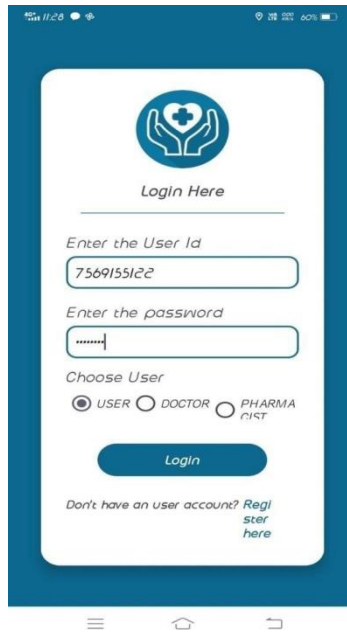 11:28
60%
Login Here
Enter the User Id
7569155122
Enter the password
********
Choose User
USER DOCTOR PHARMA
CIST
Login
Don't have an user account? Regi
ster
here